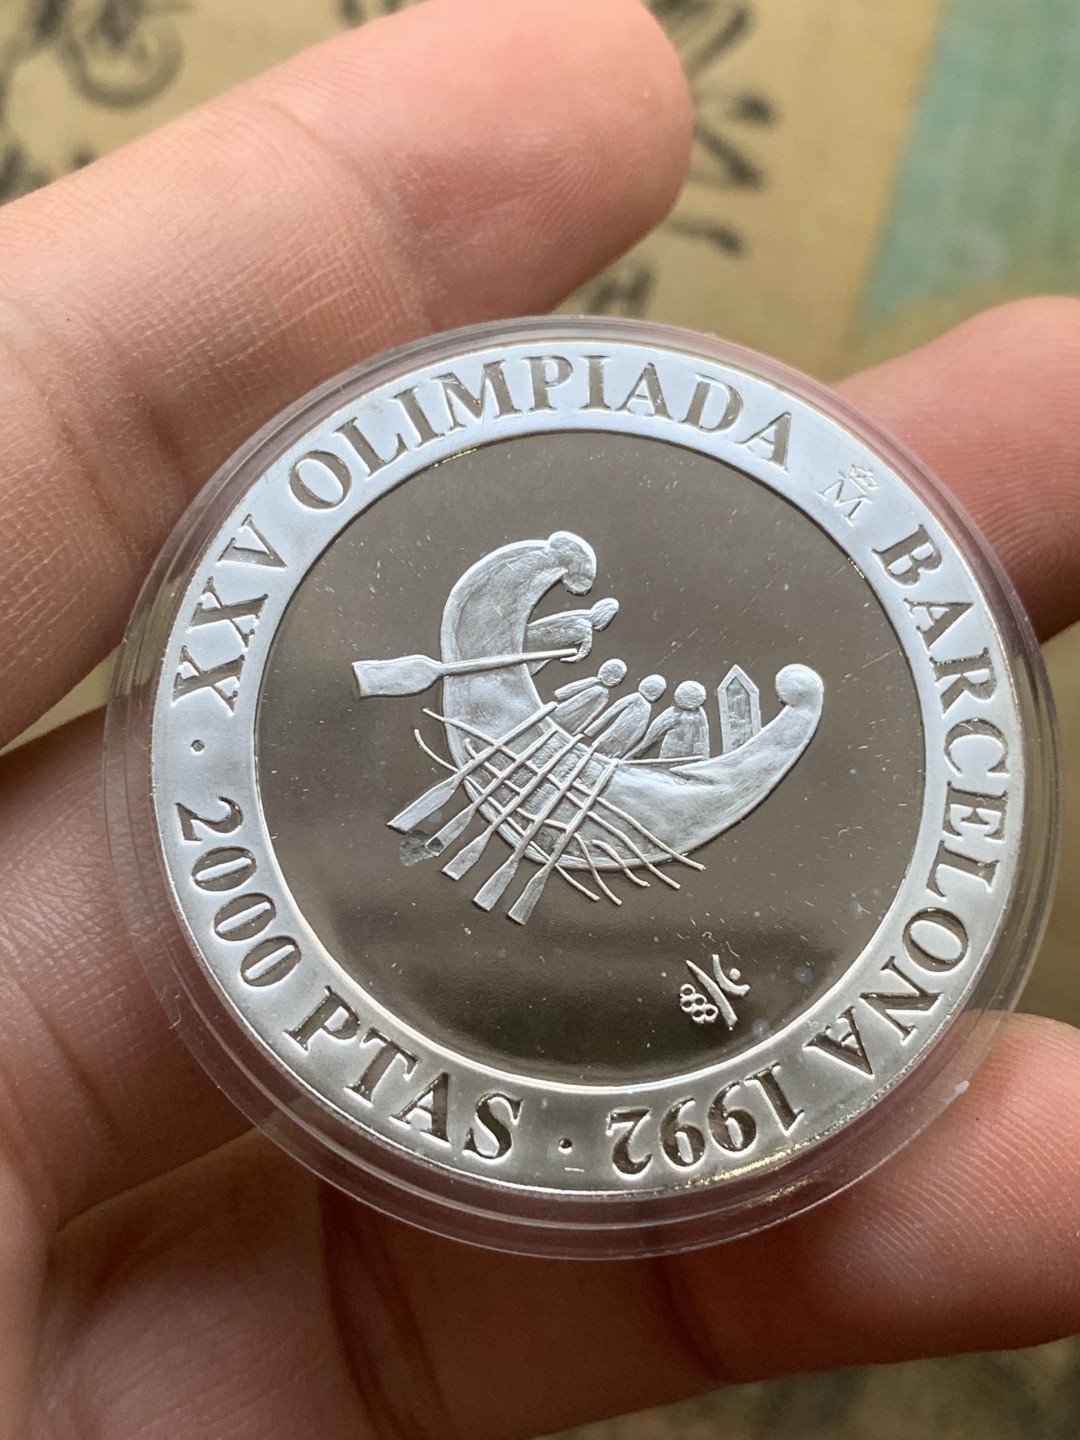 XXV OLIMPIADA M BARCELONA 1992
· 2000 PTAS ·